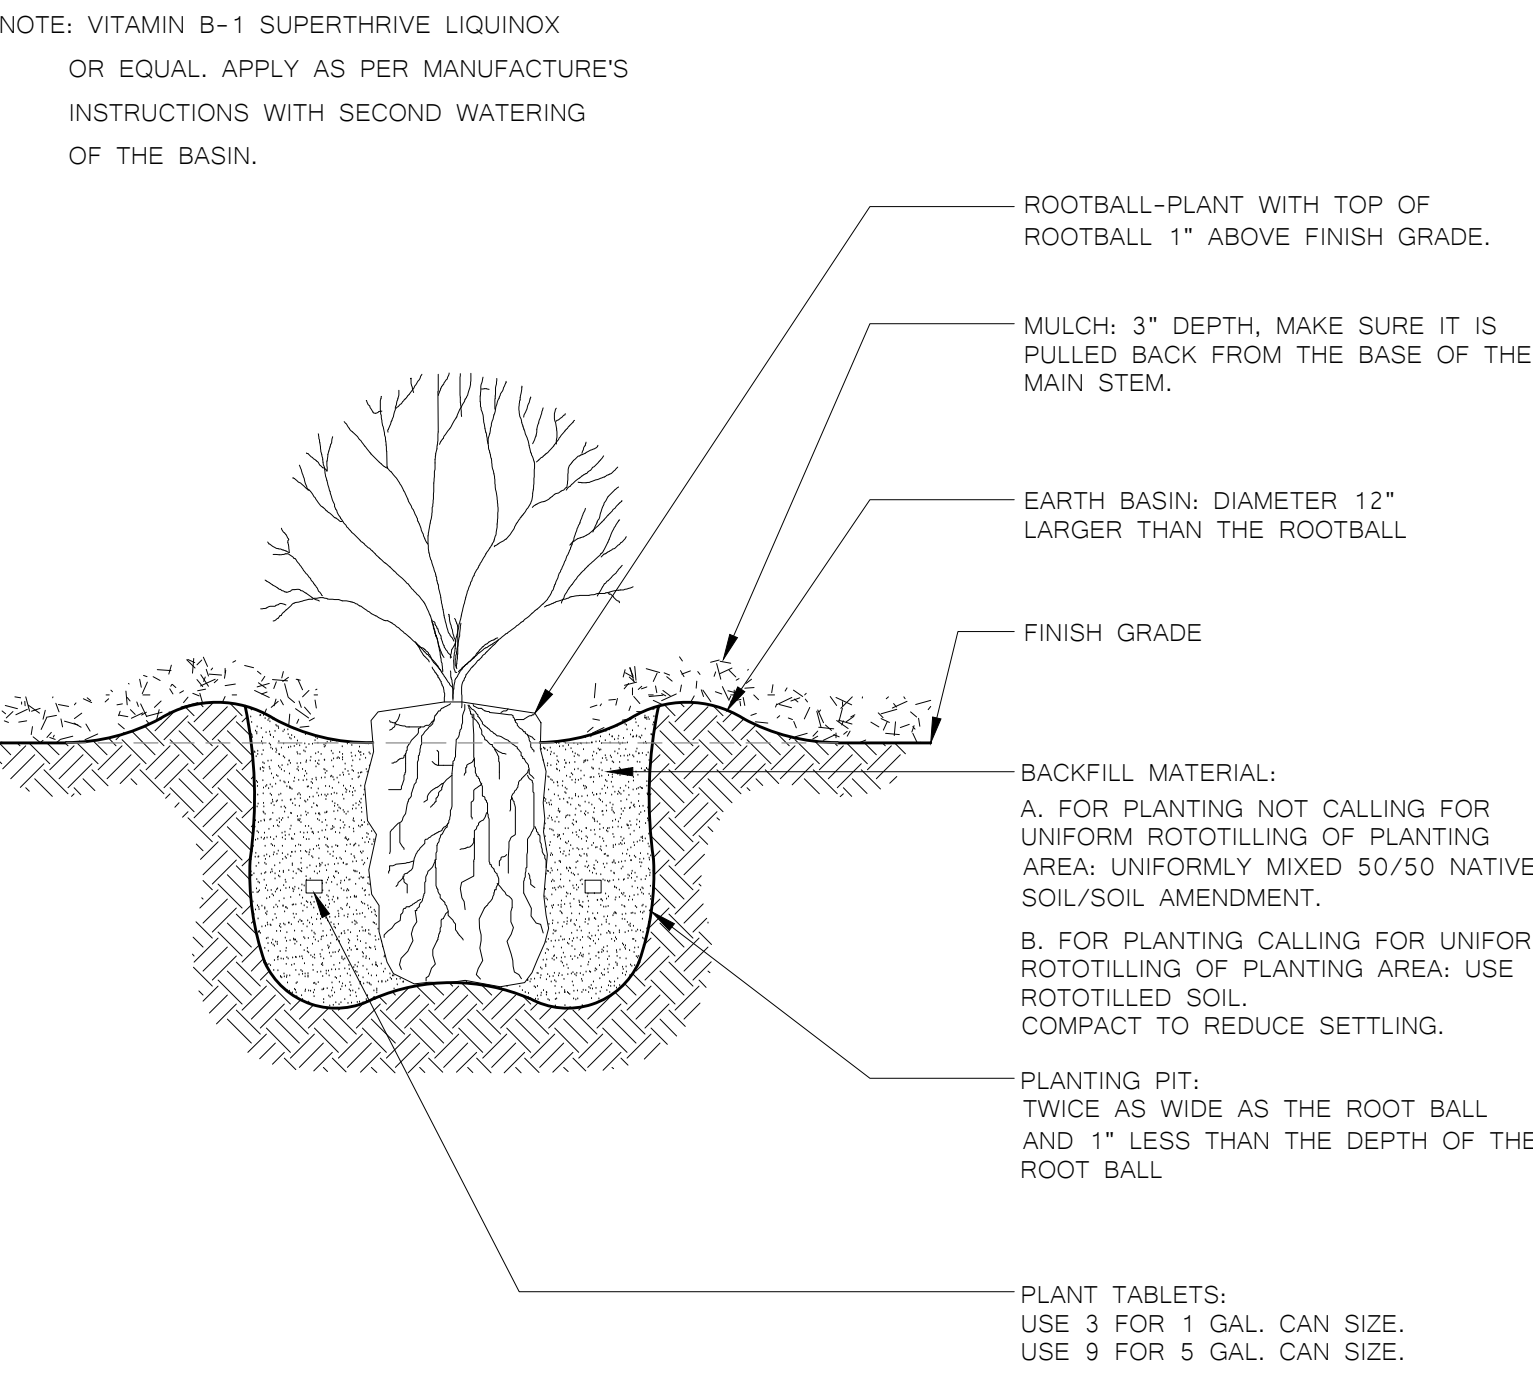 NOTE: VITAMIN B-1 SUPERTHRIVE LIQUINOX
OR EQUAL. APPLY AS PER MANUFACTURE'S
INSTRUCTIONS WITH SECOND WATERING
OF THE BASIN.
ROOTBALL-PLANT WITH TOP OF
ROOTBALL 1" ABOVE FINISH GRADE.
MULCH: 3" DEPTH, MAKE SURE IT IS
PULLED BACK FROM THE BASE OF THE
MAIN STEM.
EARTH BASIN: DIAMETER 12"
LARGER THAN THE ROOTBALL
FINISH GRADE
BACKFILL MATERIAL:
A. FOR PLANTING NOT CALLING FOR
UNIFORM ROTOTILLING OF PLANTING
AREA: UNIFORMLY MIXED 50/50 NATIVE
SOIL/SOIL AMENDMENT.
B. FOR PLANTING CALLING FOR UNIFOR
ROTOTILLING OF PLANTING AREA: USE
ROTOTILLED SOIL.
COMPACT TO REDUCE SETTLING.
PLANTING PIT:
TWICE AS WIDE AS THE ROOT BALL
AND 1" LESS THAN THE DEPTH OF THE
ROOT BALL
PLANT TABLETS:
USE 3 FOR 1 GAL. CAN SIZE.
USE 9 FOR 5 GAL. CAN SIZE.